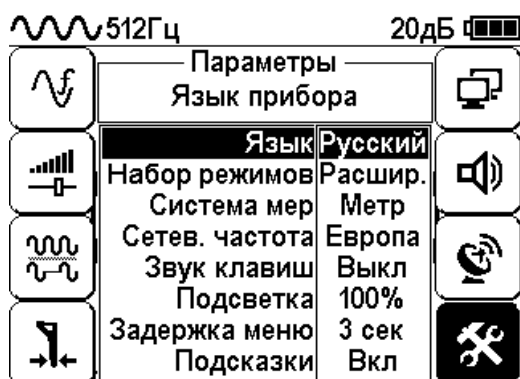 512Гц 20дБ
Параметры
Язык прибора
Язык Русский
Набор режимов Расшир.
Система мер Метр
Сетев. частота Европа
Звук клавиш Выкл
Подсветка 100%
Задержка меню 3 сек
Подсказки Вкл